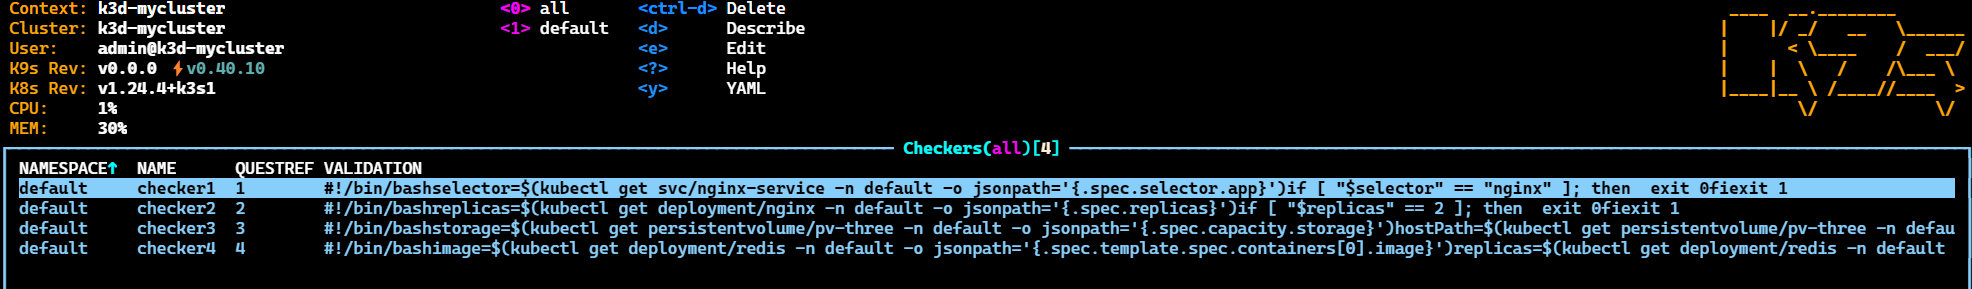 Context: k3d-mycluster <0> all <ctrl-d> Delete
Cluster: k3d-mycluster <1> default <d> Describe
User: admin@k3d-mycluster <e> Edit
K9s Rev: v0.0.0 ⚡v0.40.10 <?> Help
K8s Rev: v1.24.4+k3s1 <y> YAML
CPU: 1%
MEM: 30%
Checkers(all)[4]
NAMESPACE↑ NAME QUESTREF VALIDATION
default checker1 1 #!/bin/bashselector=$(kubectl get svc/nginx-service -n default -o jsonpath='{.spec.selector.app}')if [ "$selector" == "nginx" ]; then  exit 0fiexit 1
default checker2 2 #!/bin/bashreplicas=$(kubectl get deployment/nginx -n default -o jsonpath='{.spec.replicas}')if [ "$replicas" == 2 ]; then  exit 0fiexit 1
default checker3 3 #!/bin/bashstorage=$(kubectl get persistentvolume/pv-three -n default -o jsonpath='{.spec.capacity.storage}')hostPath=$(kubectl get persistentvolume/pv-three -n defau
default checker4 4 #!/bin/bashimage=$(kubectl get deployment/redis -n default -o jsonpath='{.spec.template.spec.containers[0].image}')replicas=$(kubectl get deployment/redis -n default